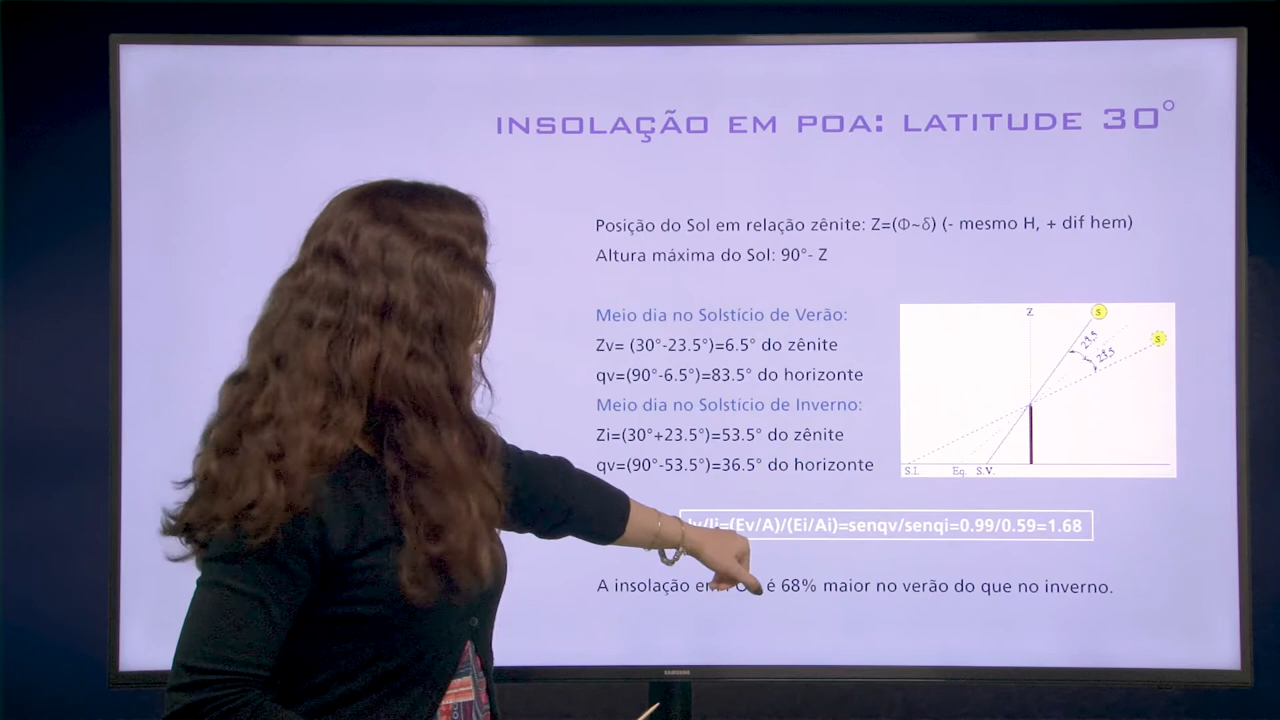 INSOLAÇÃO EM POA: LATITUDE 30°
Posição do Sol em relação zênite: Z=(Φ~δ) (- mesmo H, + dif hem)
Altura máxima do Sol: 90°- Z
Meio dia no Solstício de Verão:
Zv= (30°-23.5°)=6.5° do zênite
qv=(90°-6.5°)=83.5° do horizonte
Meio dia no Solstício de Inverno:
Zi=(30°+23.5°)=53.5° do zênite
qv=(90°-53.5°)=36.5° do horizonte
Z
S
S
23,5
23,5
S.I.
Eq.
S.V.
Iv/Ii=(Ev/A)/(Ei/Ai)=senqv/senqi=0.99/0.59=1.68
A insolação em é 68% maior no verão do que no inverno.
SAMSUNG